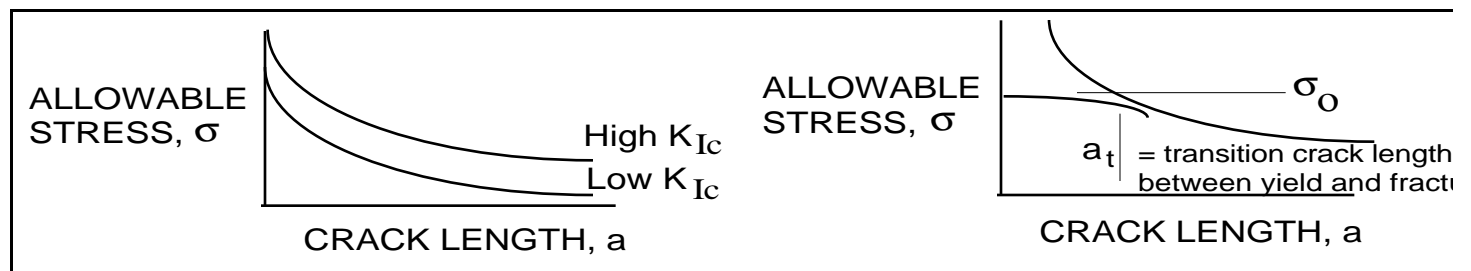 ALLOWABLE
STRESS, σ
High K_Ic
Low K_Ic
CRACK LENGTH, a
ALLOWABLE
STRESS, σ
σ_o
a_t = transition crack length
between yield and fractu
CRACK LENGTH, a